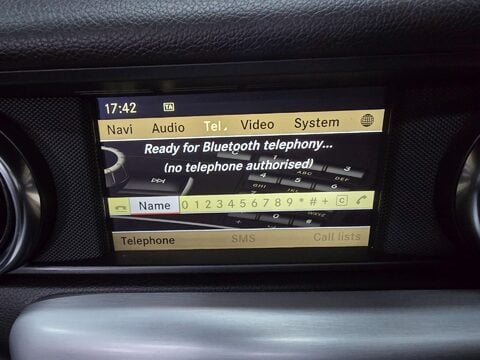 17:42 TA
Navi Audio Tel Video System
Ready for Bluetooth telephony...
(no telephone authorised)
Name 0 1 2 3 4 5 6 7 8 9 * # + C
Telephone SMS Call lists